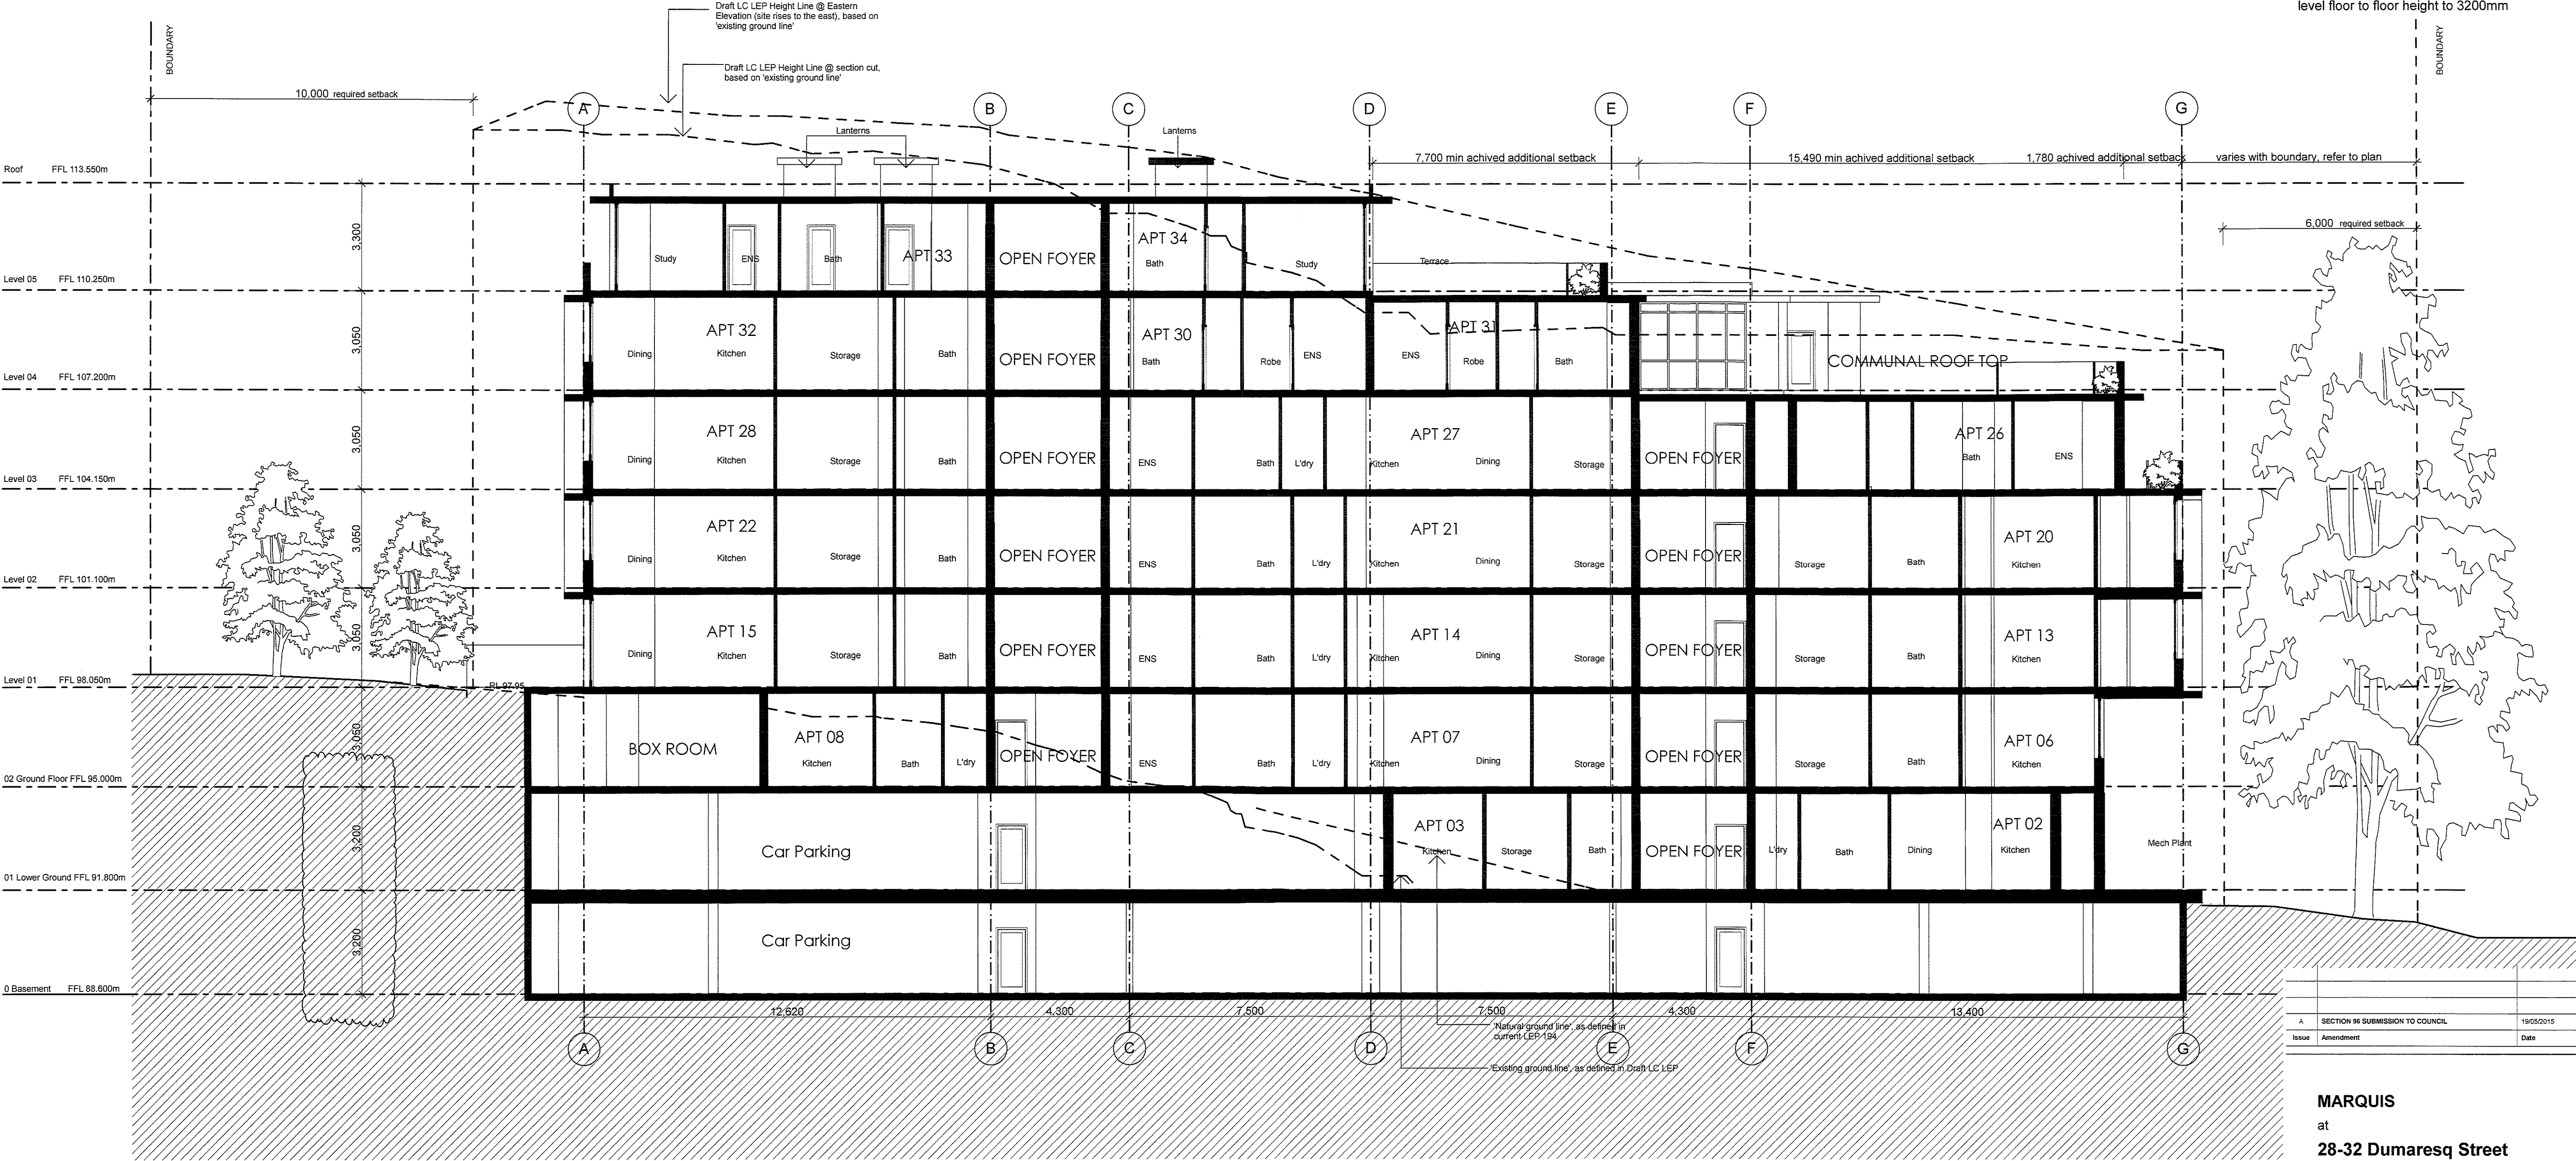 level floor to floor height to 3200mm
Draft LC LEP Height Line @ Eastern
Elevation (site rises to the east), based on
'existing ground line'
Draft LC LEP Height Line @ section cut,
based on 'existing ground line'
BOUNDARY
BOUNDARY
10,000 required setback
A
B
C
D
E
F
G
Lanterns
Lanterns
7,700 min achived additional setback
15,490 min achived additional setback
1,780 achived additional setback
varies with boundary, refer to plan
6,000 required setback
Roof FFL 113.550m
3,300
Study
ENS
Bath
APT 33
OPEN FOYER
APT 34
Bath
Study
Terrace
Level 05 FFL 110.250m
3,050
APT 32
Dining
Kitchen
Storage
Bath
OPEN FOYER
APT 30
Bath
Robe
ENS
APT 31
ENS
Robe
Bath
COMMUNAL ROOF TOP
Level 04 FFL 107.200m
3,050
APT 28
Dining
Kitchen
Storage
Bath
OPEN FOYER
ENS
Bath
L'dry
APT 27
Kitchen
Dining
Storage
OPEN FOYER
APT 26
Bath
ENS
Level 03 FFL 104.150m
3,050
APT 22
Dining
Kitchen
Storage
Bath
OPEN FOYER
ENS
Bath
L'dry
APT 21
Kitchen
Dining
Storage
OPEN FOYER
Storage
Bath
APT 20
Kitchen
Level 02 FFL 101.100m
3,050
APT 15
Dining
Kitchen
Storage
Bath
OPEN FOYER
ENS
Bath
L'dry
APT 14
Kitchen
Dining
Storage
OPEN FOYER
Storage
Bath
APT 13
Kitchen
Level 01 FFL 98.050m
RL 97.95
3,050
BOX ROOM
APT 08
Kitchen
Bath
L'dry
OPEN FOYER
ENS
Bath
L'dry
APT 07
Kitchen
Dining
Storage
OPEN FOYER
Storage
Bath
APT 06
Kitchen
02 Ground Floor FFL 95.000m
3,200
Car Parking
APT 03
Kitchen
Storage
Bath
OPEN FOYER
L'dry
Bath
Dining
APT 02
Kitchen
Mech Plant
01 Lower Ground FFL 91.800m
3,200
Car Parking
0 Basement FFL 88.600m
12,620
4,300
7,500
7,500
4,300
13,400
'Natural ground line', as defined in
current LEP 194
'Existing ground line', as defined in Draft LC LEP
A
B
C
D
E
F
G
A SECTION 96 SUBMISSION TO COUNCIL 19/05/2015
Issue Amendment Date
MARQUIS
at
28-32 Dumaresq Street